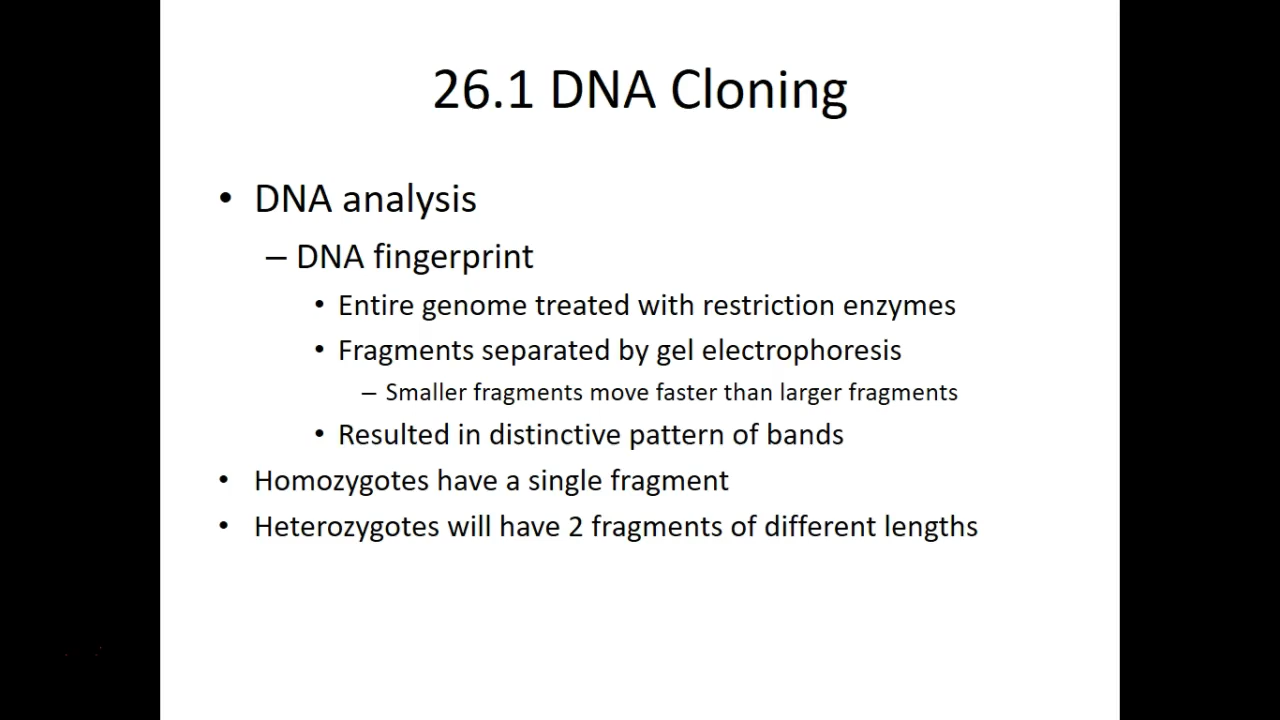 26.1 DNA Cloning
• DNA analysis
– DNA fingerprint
• Entire genome treated with restriction enzymes
• Fragments separated by gel electrophoresis
– Smaller fragments move faster than larger fragments
• Resulted in distinctive pattern of bands
• Homozygotes have a single fragment
• Heterozygotes will have 2 fragments of different lengths